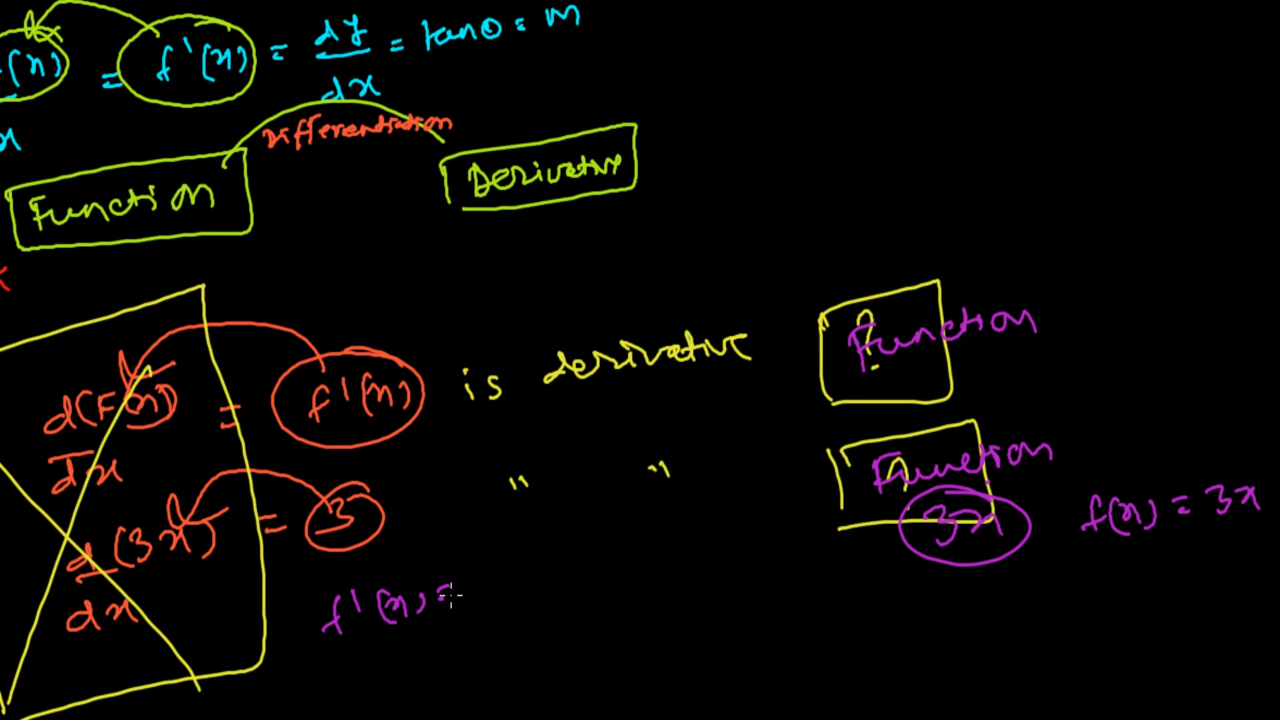 (x) = f'(x) = dy/dx = tanθ = m
x
Differentiation
Function Derivative
d(F(x))/dx = f'(x) is derivative ? Function
d/dx (3x) = 3 " " ? Function
3x f(x) = 3x
f'(x) =